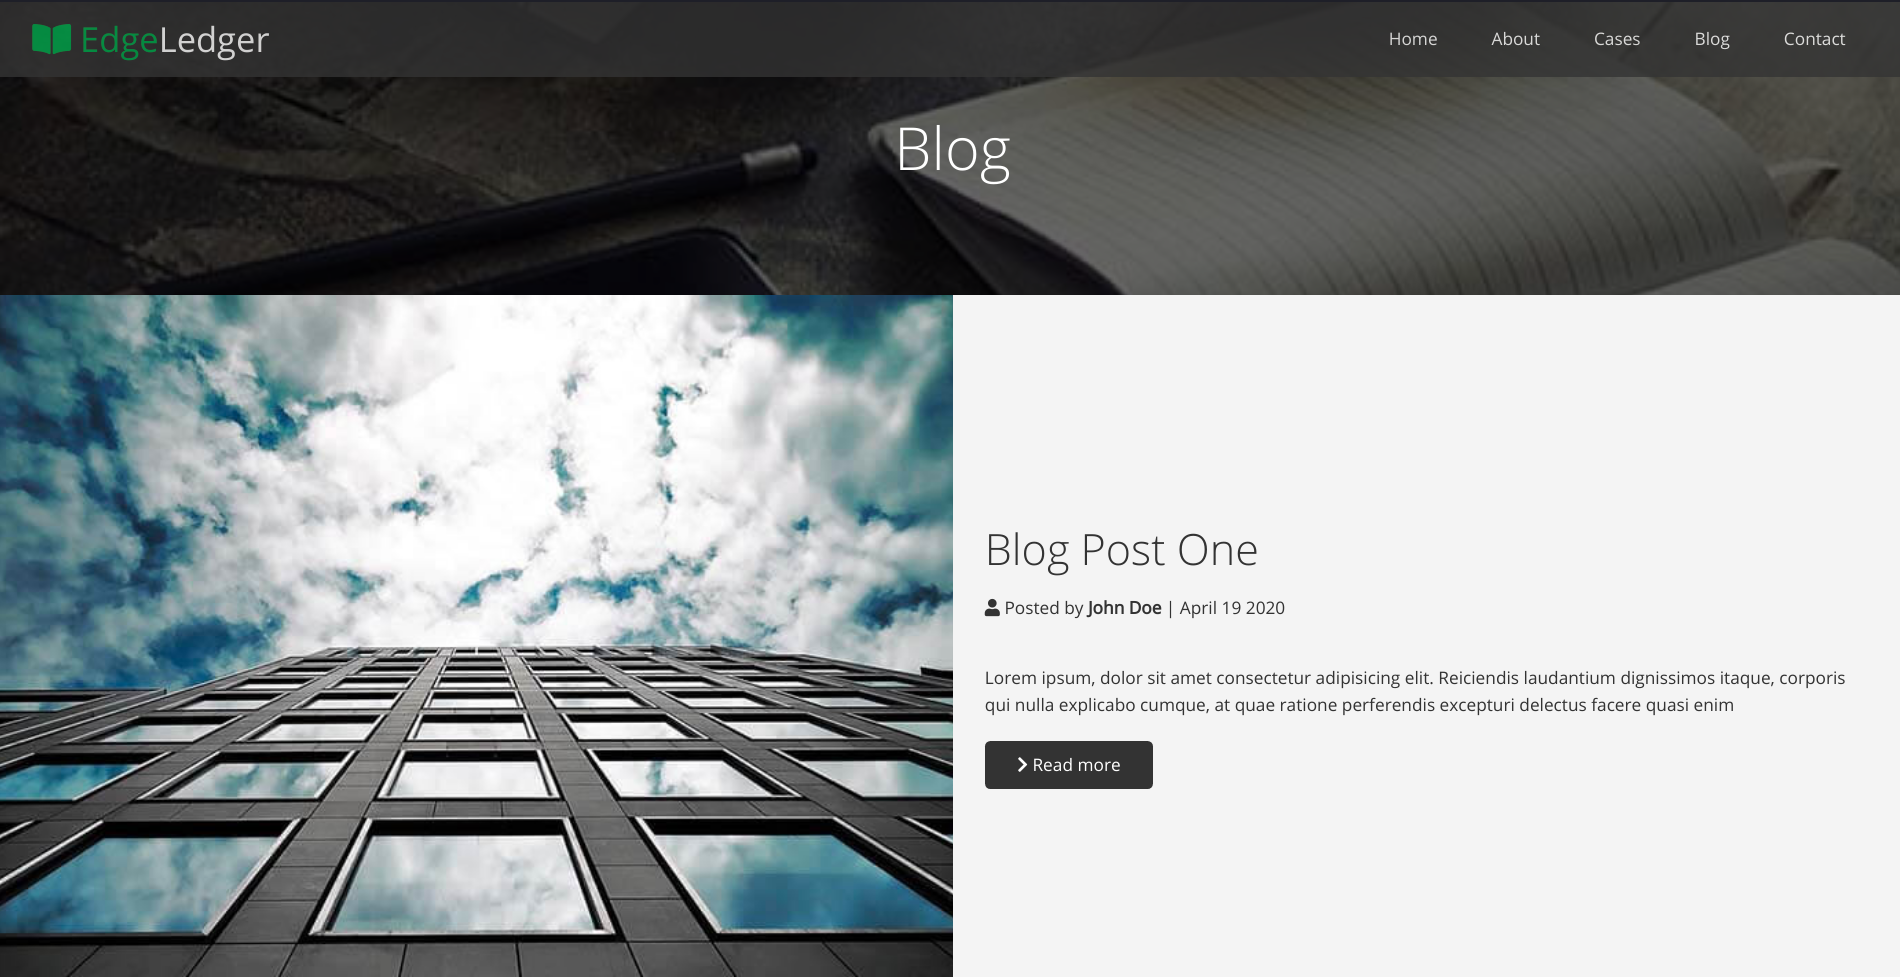 EdgeLedger
Home About Cases Blog Contact
Blog
Blog Post One
Posted by John Doe | April 19 2020
Lorem ipsum, dolor sit amet consectetur adipisicing elit. Reiciendis laudantium dignissimos itaque, corporis
qui nulla explicabo cumque, at quae ratione perferendis excepturi delectus facere quasi enim
Read more